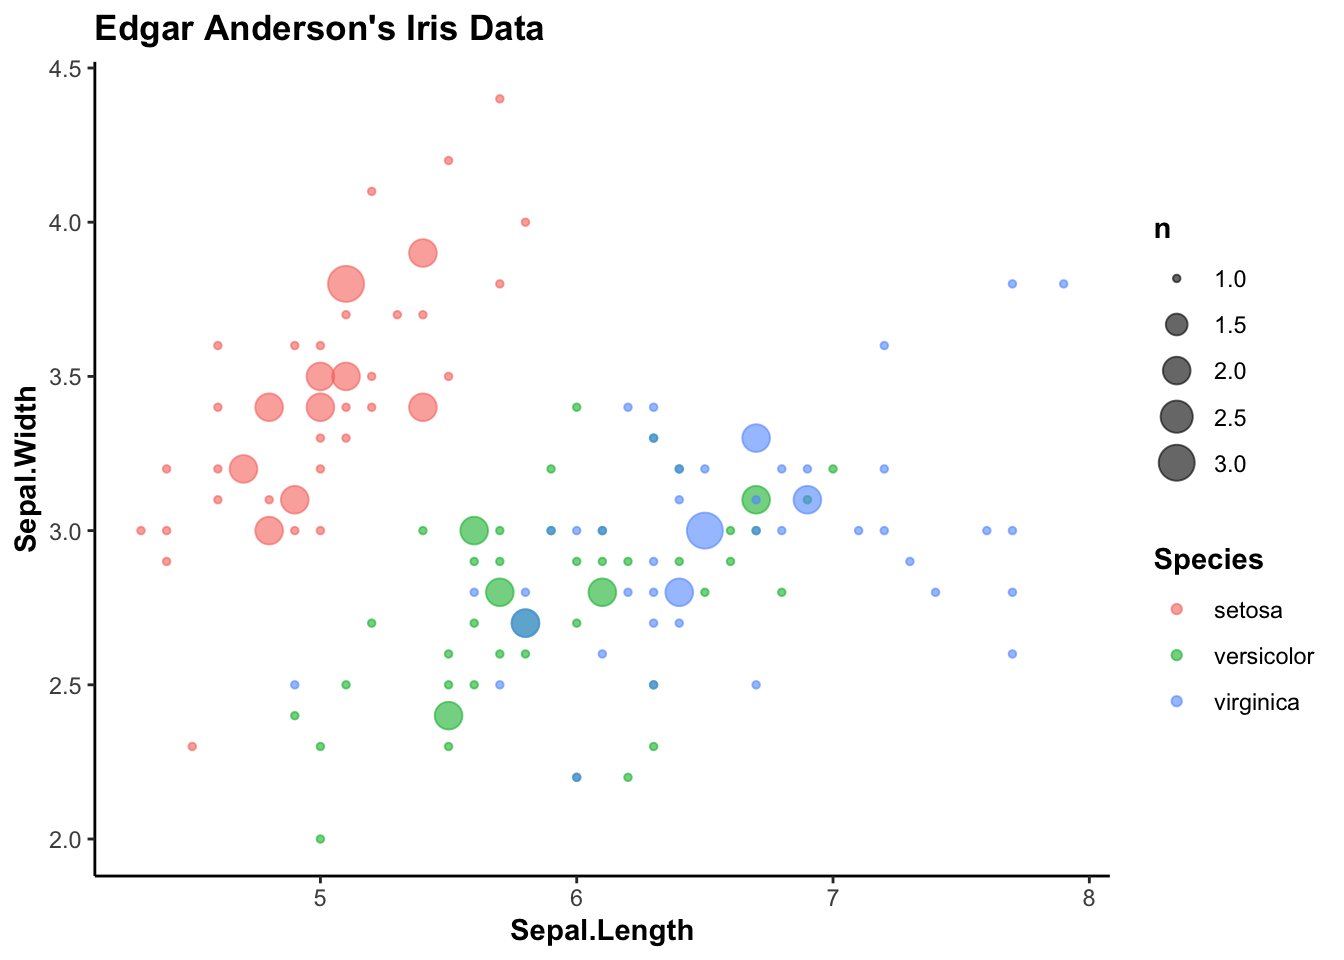 Edgar Anderson's Iris Data
4.5
4.0
3.5
3.0
2.5
2.0
Sepal.Width
5 6 7 8
Sepal.Length
n
1.0
1.5
2.0
2.5
3.0
Species
setosa
versicolor
virginica